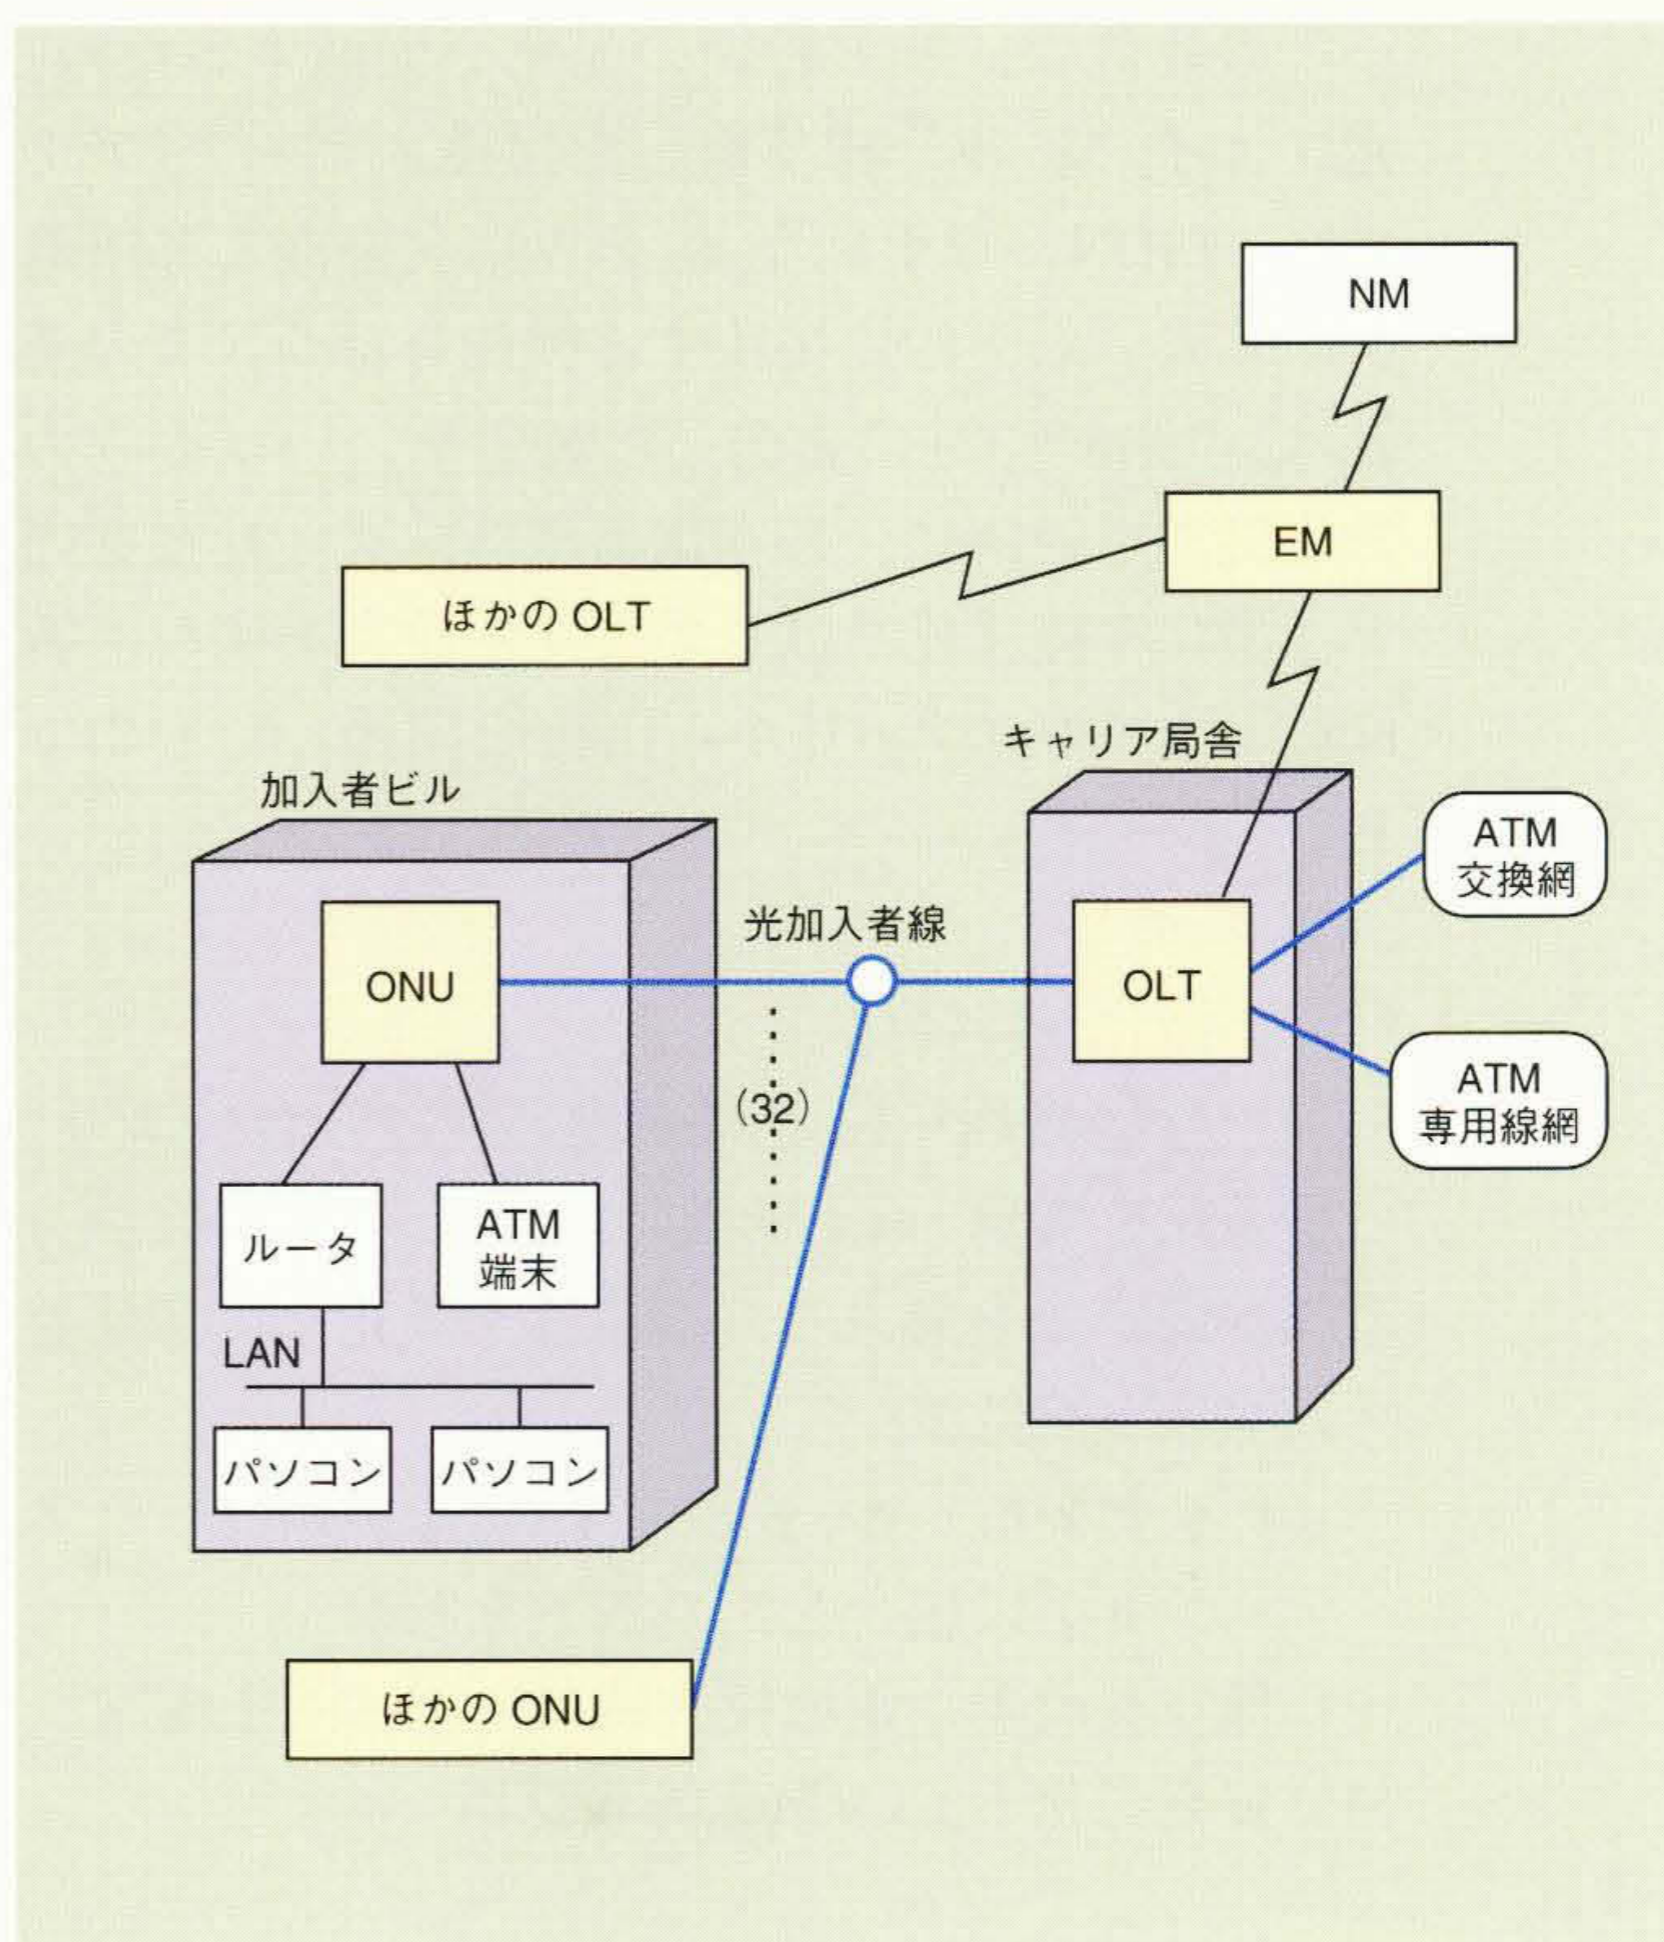 NM
EM
ほかの OLT
キャリア局舎
加入者ビル
ATM
交換網
光加入者線
ONU
OLT
ATM
専用線網
(32)
ルータ
ATM
端末
LAN
パソコン
パソコン
ほかの ONU